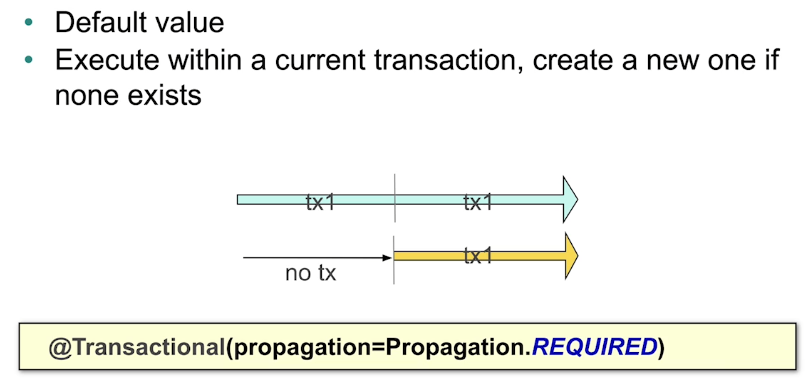 • Default value
• Execute within a current transaction, create a new one if
none exists
tx1 tx1
tx1
no tx
@Transactional(propagation=Propagation.REQUIRED)